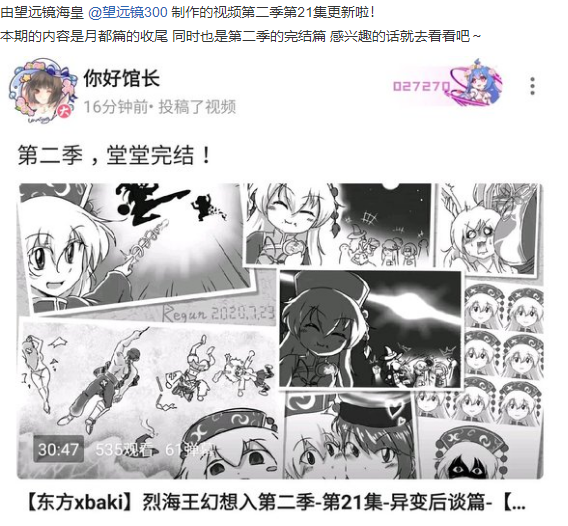 由望远镜海皇 @望远镜300 制作的视频第二季第21集更新啦！
本期的内容是月都篇的收尾 同时也是第二季的完结篇 感兴趣的话就去看看吧～
你好馆长
16分钟前· 投稿了视频
027270
第二季，堂堂完结！
Regun 2020.7.23
30:47 535观看 61弹幕
【东方xbaki】烈海王幻想入第二季-第21集-异变后谈篇-【...